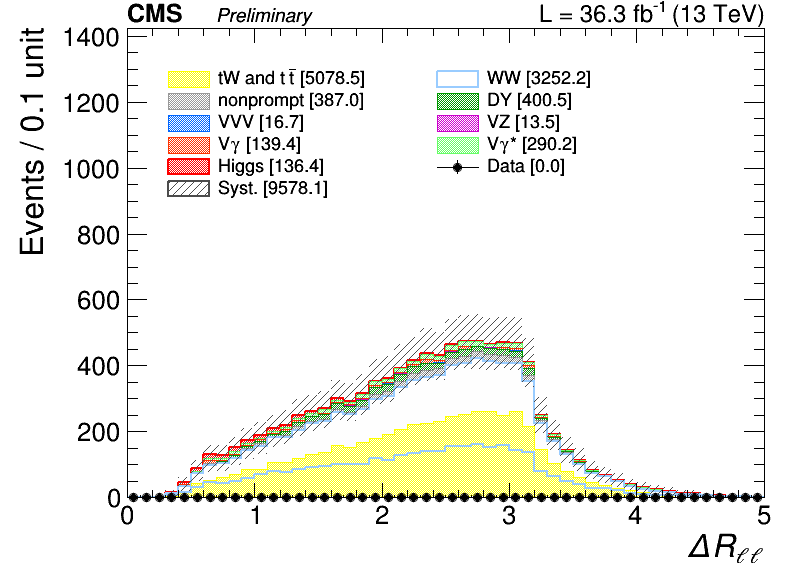 CMS Preliminary L = 36.3 fb⁻¹ (13 TeV)
Events / 0.1 unit
1400
1200
1000
800
600
400
200
0
tW and tt̄ [5078.5]
WW [3252.2]
nonprompt [387.0]
DY [400.5]
VVV [16.7]
VZ [13.5]
Vγ [139.4]
Vγ* [290.2]
Higgs [136.4]
Data [0.0]
Syst. [9578.1]
0 1 2 3 4 5
ΔRℓℓ